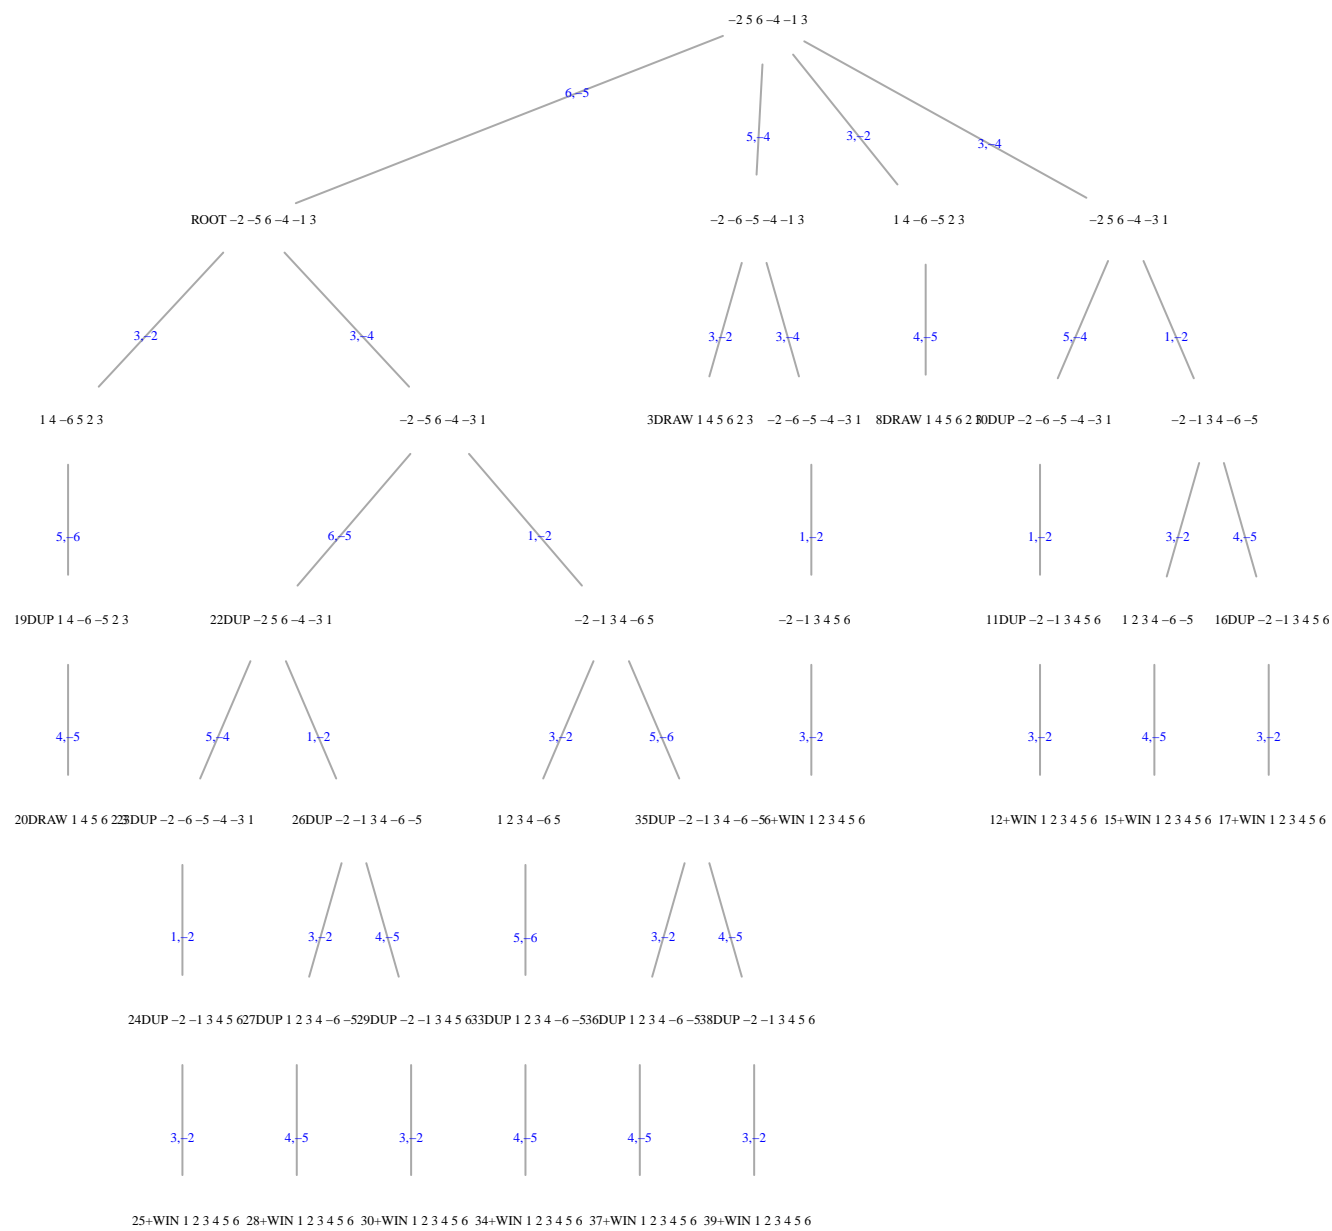 −2 5 6 −4 −1 3
6,−5
5,−4
3,−2
3,−4
ROOT −2 −5 6 −4 −1 3
−2 −6 −5 −4 −1 3
1 4 −6 −5 2 3
−2 5 6 −4 −3 1
3,−2
3,−4
3,−2
3,−4
4,−5
5,−4
1,−2
1 4 −6 5 2 3
−2 −5 6 −4 −3 1
3DRAW 1 4 5 6 2 3
−2 −6 −5 −4 −3 1
8DRAW 1 4 5 6 2 3
10DUP −2 −6 −5 −4 −3 1
−2 −1 3 4 −6 −5
5,−6
6,−5
1,−2
1,−2
1,−2
3,−2
4,−5
19DUP 1 4 −6 −5 2 3
22DUP −2 5 6 −4 −3 1
−2 −1 3 4 −6 5
−2 −1 3 4 5 6
11DUP −2 −1 3 4 5 6
1 2 3 4 −6 −5
16DUP −2 −1 3 4 5 6
4,−5
5,−4
1,−2
3,−2
5,−6
3,−2
3,−2
4,−5
3,−2
20DRAW 1 4 5 6 2 3
23DUP −2 −6 −5 −4 −3 1
26DUP −2 −1 3 4 −6 −5
1 2 3 4 −6 5
35DUP −2 −1 3 4 −6 −5
6+WIN 1 2 3 4 5 6
12+WIN 1 2 3 4 5 6
15+WIN 1 2 3 4 5 6
17+WIN 1 2 3 4 5 6
1,−2
3,−2
4,−5
5,−6
3,−2
4,−5
24DUP −2 −1 3 4 5 6
27DUP 1 2 3 4 −6 −5
29DUP −2 −1 3 4 5 6
33DUP 1 2 3 4 −6 −5
36DUP 1 2 3 4 −6 −5
38DUP −2 −1 3 4 5 6
3,−2
4,−5
3,−2
4,−5
4,−5
3,−2
25+WIN 1 2 3 4 5 6
28+WIN 1 2 3 4 5 6
30+WIN 1 2 3 4 5 6
34+WIN 1 2 3 4 5 6
37+WIN 1 2 3 4 5 6
39+WIN 1 2 3 4 5 6